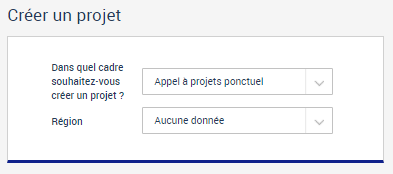 Créer un projet
Dans quel cadre
souhaitez-vous
créer un projet ?
Appel à projets ponctuel
Région
Aucune donnée